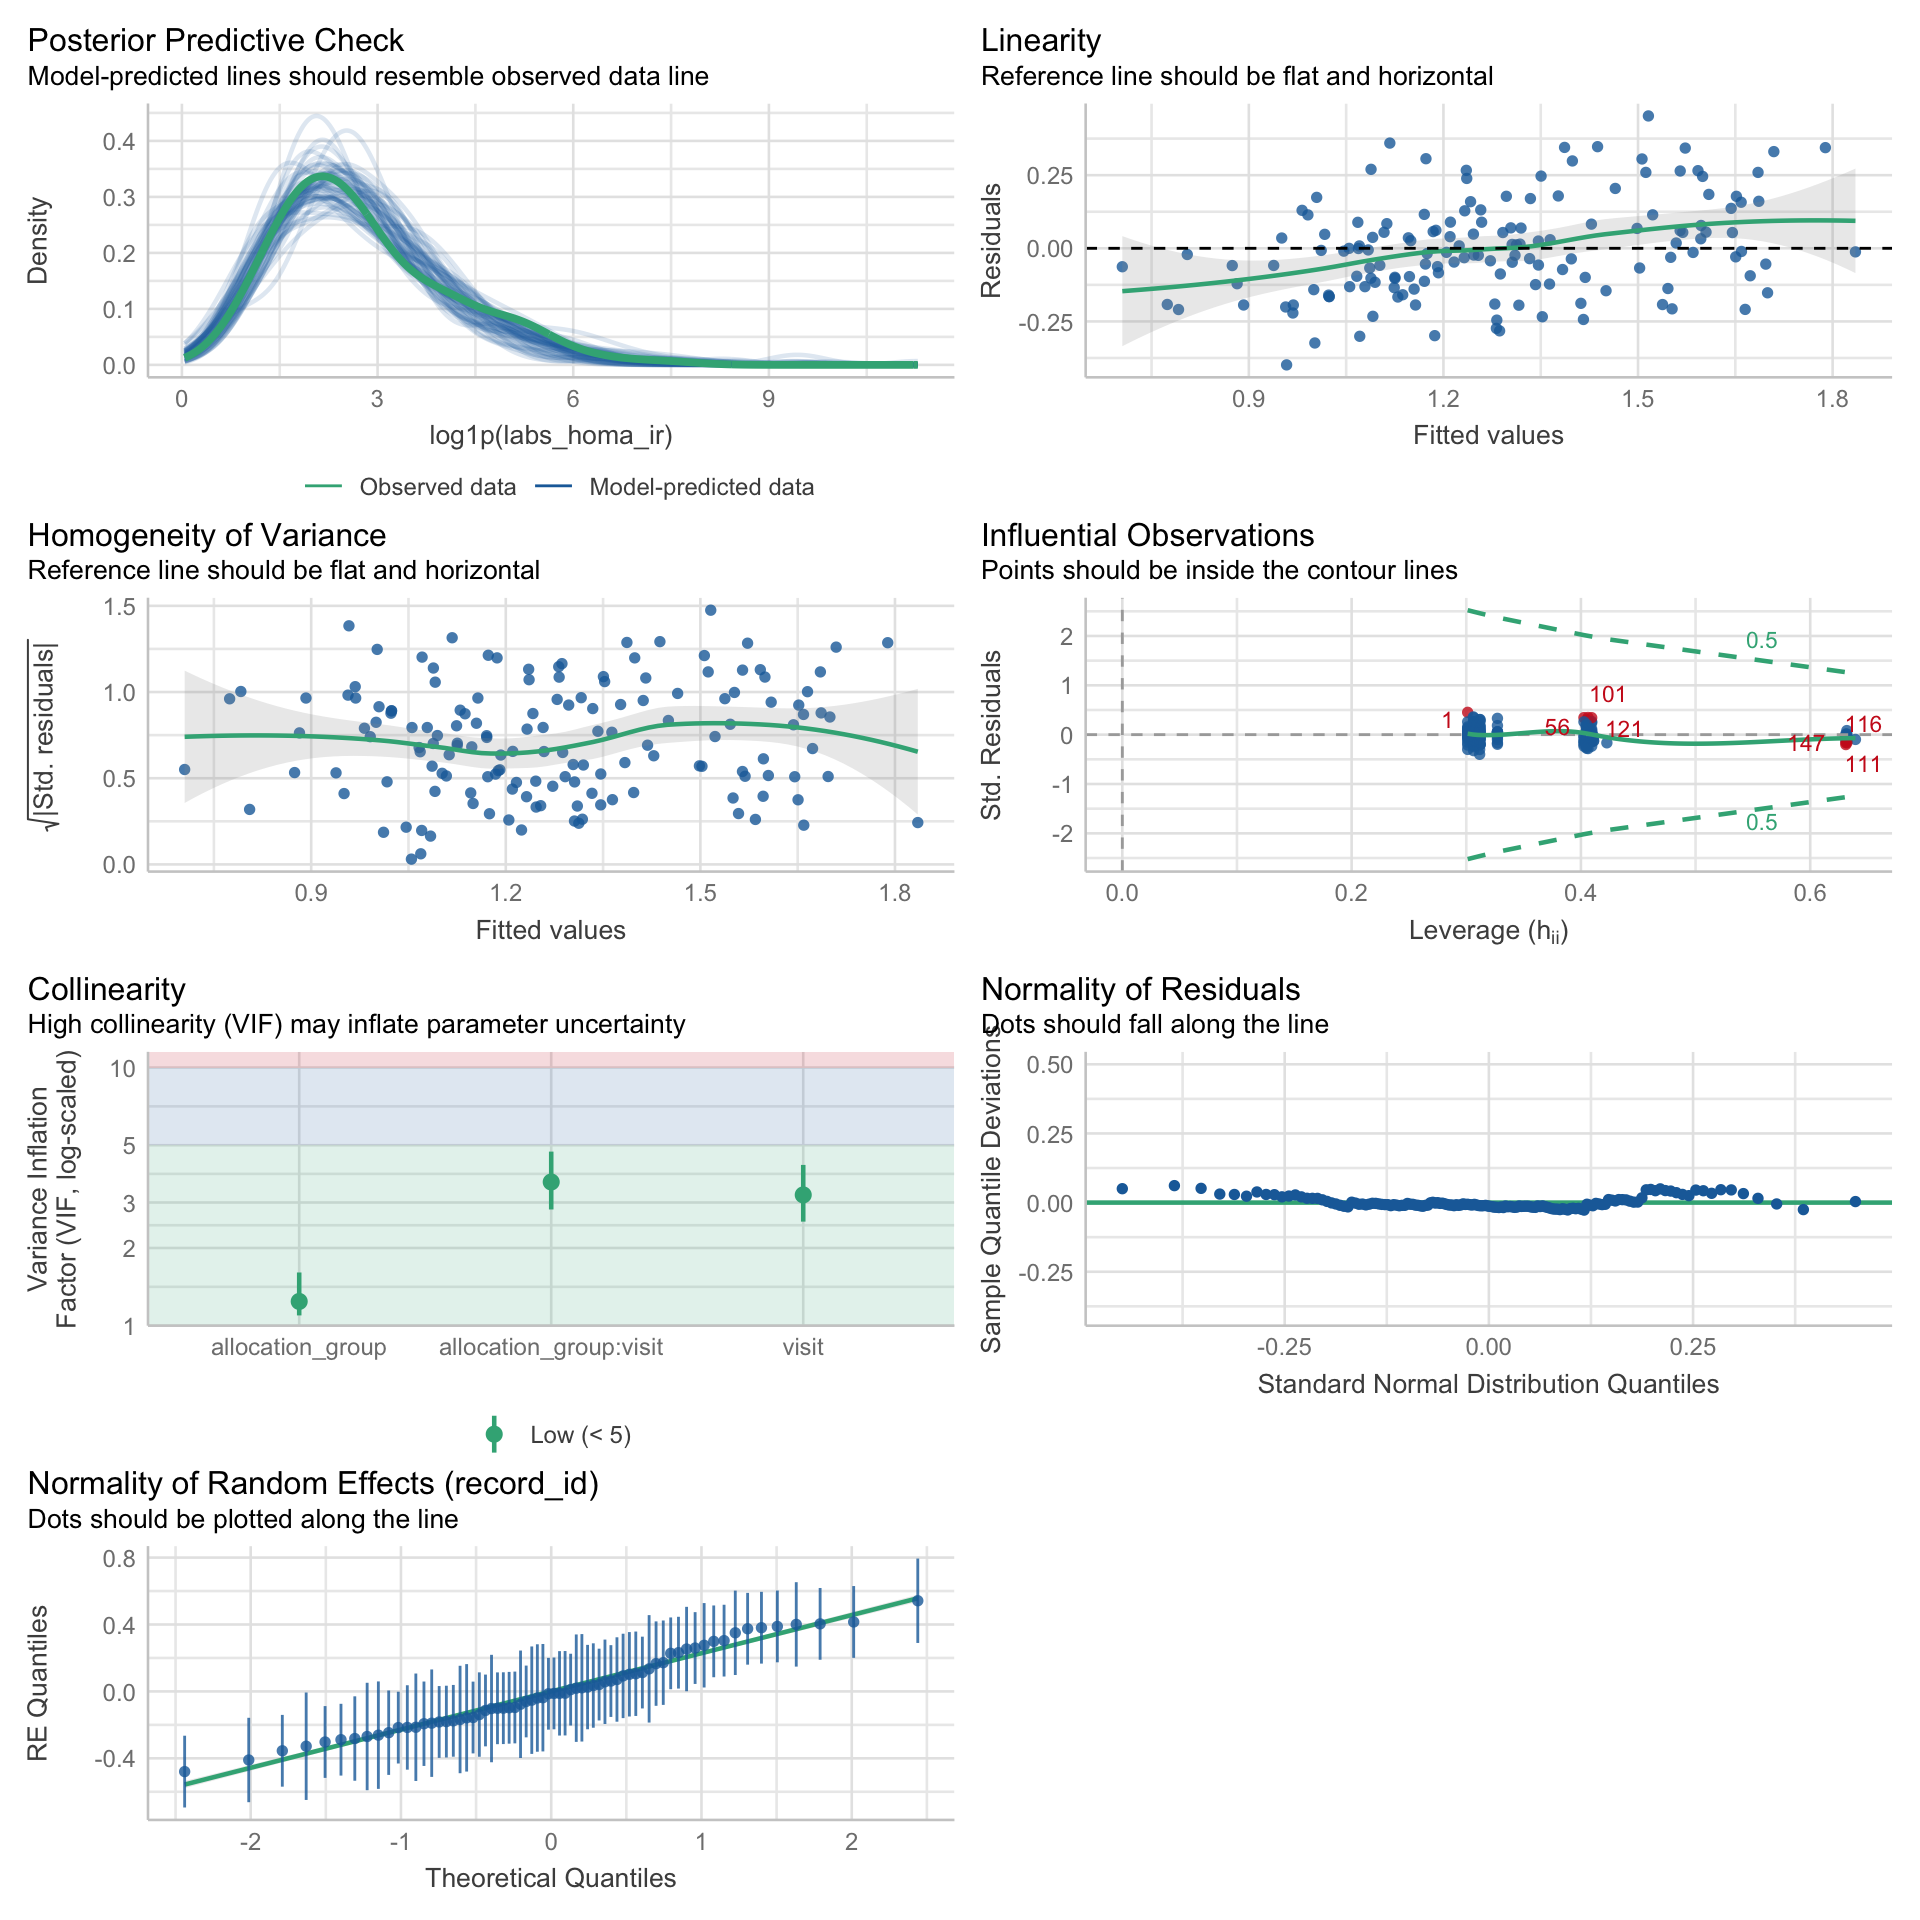 Posterior Predictive Check
Model-predicted lines should resemble observed data line
Density
0.4
0.3
0.2
0.1
0.0
0 3 6 9
log1p(labs_homa_ir)
Observed data Model-predicted data
Linearity
Reference line should be flat and horizontal
Residuals
0.25
0.00
-0.25
0.9 1.2 1.5 1.8
Fitted values
Homogeneity of Variance
Reference line should be flat and horizontal
√|Std. residuals|
1.5
1.0
0.5
0.0
0.9 1.2 1.5 1.8
Fitted values
Influential Observations
Points should be inside the contour lines
Std. Residuals
2
1
0
-1
-2
0.5
101
1
56
121
116
147
111
0.5
0.0 0.2 0.4 0.6
Leverage (hii)
Collinearity
High collinearity (VIF) may inflate parameter uncertainty
Variance Inflation
Factor (VIF, log-scaled)
10
5
3
2
1
allocation_group allocation_group:visit visit
Low (< 5)
Normality of Residuals
Dots should fall along the line
Sample Quantile Deviations
0.50
0.25
0.00
-0.25
-0.25 0.00 0.25
Standard Normal Distribution Quantiles
Normality of Random Effects (record_id)
Dots should be plotted along the line
RE Quantiles
0.8
0.4
0.0
-0.4
-2 -1 0 1 2
Theoretical Quantiles